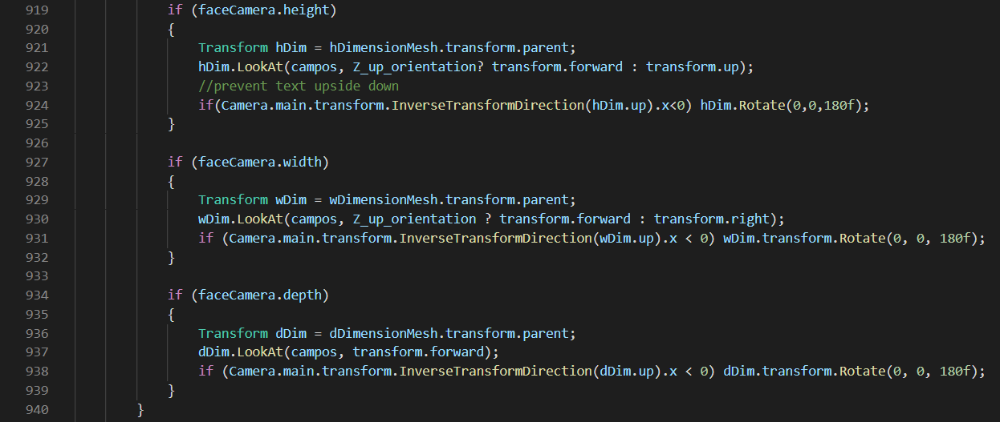 919 if (faceCamera.height)
920 {
921 Transform hDim = hDimensionMesh.transform.parent;
922 hDim.LookAt(campos, Z_up_orientation? transform.forward : transform.up);
923 //prevent text upside down
924 if(Camera.main.transform.InverseTransformDirection(hDim.up).x<0) hDim.Rotate(0,0,180f);
925 }
926
927 if (faceCamera.width)
928 {
929 Transform wDim = wDimensionMesh.transform.parent;
930 wDim.LookAt(campos, Z_up_orientation ? transform.forward : transform.right);
931 if (Camera.main.transform.InverseTransformDirection(wDim.up).x < 0) wDim.transform.Rotate(0, 0, 180f);
932 }
933
934 if (faceCamera.depth)
935 {
936 Transform dDim = dDimensionMesh.transform.parent;
937 dDim.LookAt(campos, transform.forward);
938 if (Camera.main.transform.InverseTransformDirection(dDim.up).x < 0) dDim.transform.Rotate(0, 0, 180f);
939 }
940 }